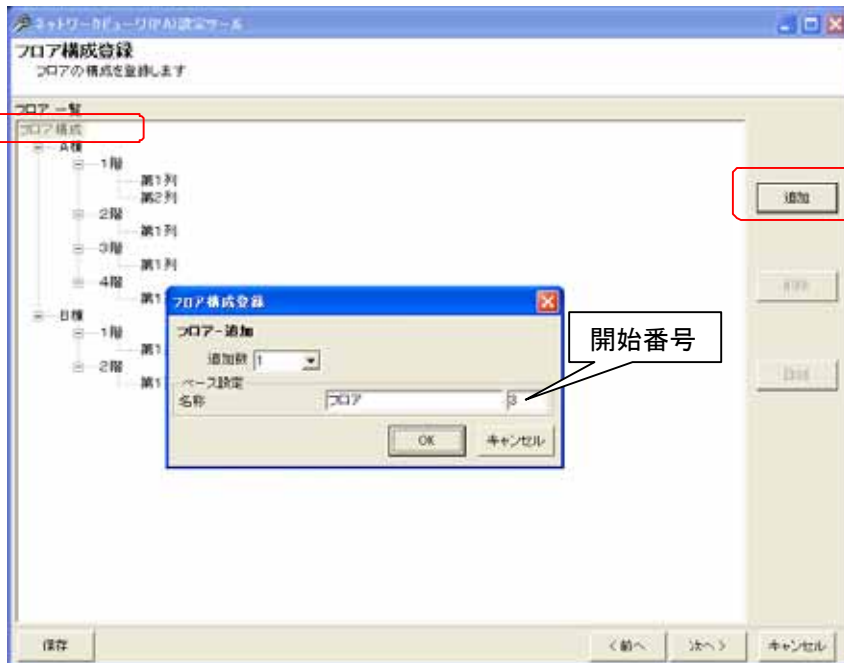 ネットワークビューワ(PA)設定ツール
フロア構成登録
フロアの構成を登録します
フロア 一覧
フロア構成
A棟
1階
第1列
第2列
2階
第1列
3階
第1列
4階
第1
B棟
1階
第1
2階
第1
追加
フロア構成登録
フロア-追加
追加数 1
ベース設定
名称 フロア 3
OK キャンセル
開始番号
保存 <前へ 次へ> キャンセル